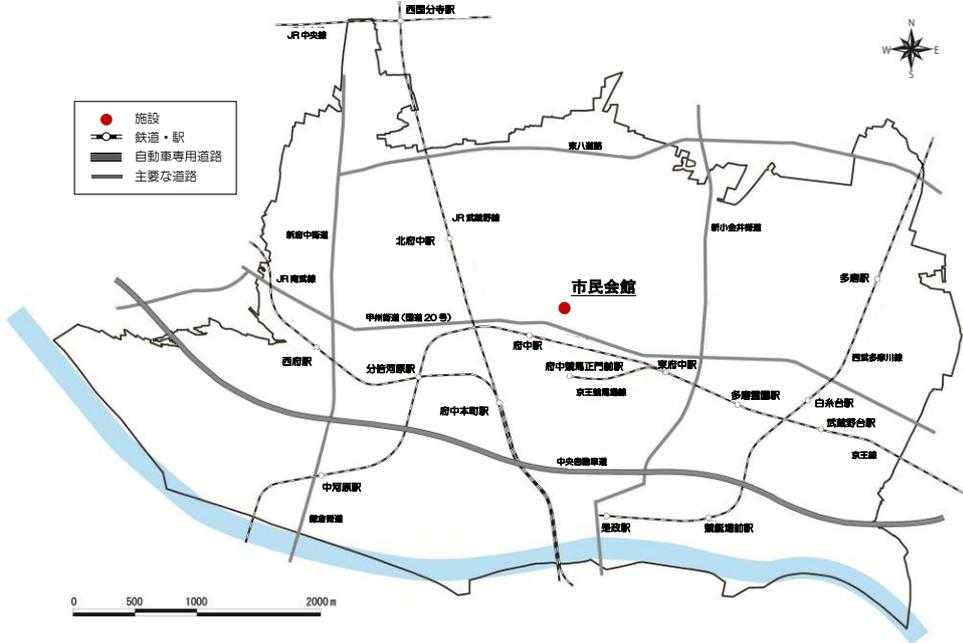 西国分寺駅
JR中央線
N
W
E
S
施設
鉄道・駅
自動車専用道路
主要な道路
東八道路
JR武蔵野線
新小金井街道
新府中街道
北府中駅
JR南武線
多磨駅
市民会館
甲州街道(国道20号)
府中駅
西府駅
分倍河原駅
府中競馬正門前駅
東府中駅
西武多摩川線
京王競馬場線
多磨霊園駅
白糸台駅
府中本町駅
武蔵野台駅
京王線
中央自動車道
中河原駅
鎌倉街道
是政駅
競艇場前駅
0
500
1000
2000m